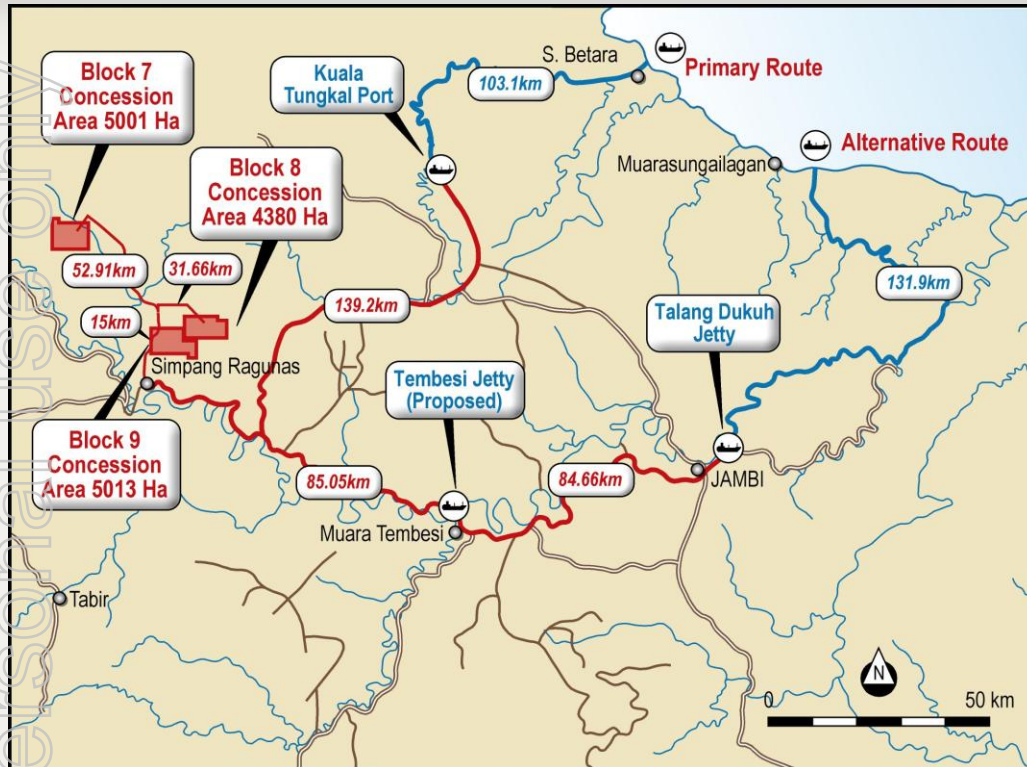 Block 7
Concession
Area 5001 Ha
Kuala
Tungkal Port
S. Betara
103.1km
Primary Route
Alternative Route
Muarasungailagan
Block 8
Concession
Area 4380 Ha
52.91km
31.66km
139.2km
131.9km
15km
Simpang Ragunas
Talang Dukuh
Jetty
Tembesi Jetty
(Proposed)
Block 9
Concession
Area 5013 Ha
85.05km
84.66km
JAMBI
Muara Tembesi
Tabir
N
0
50 km
ersonal use only